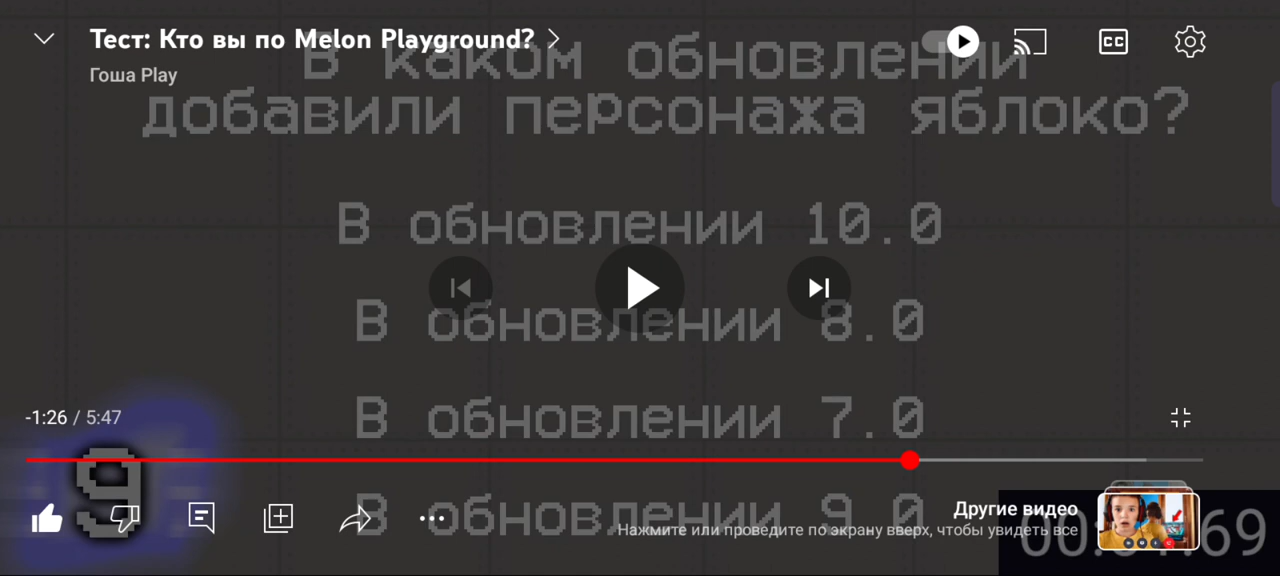 Тест: Кто вы по Melon Playground?
Гоша Play
CC
В каком обновлении
добавили персонажа яблоко?
В обновлении 10.0
В обновлении 8.0
В обновлении 7.0
-1:26 / 5:47
9
В обновлении 9.0
Другие видео
Нажмите или проведите по экрану вверх, чтобы увидеть все